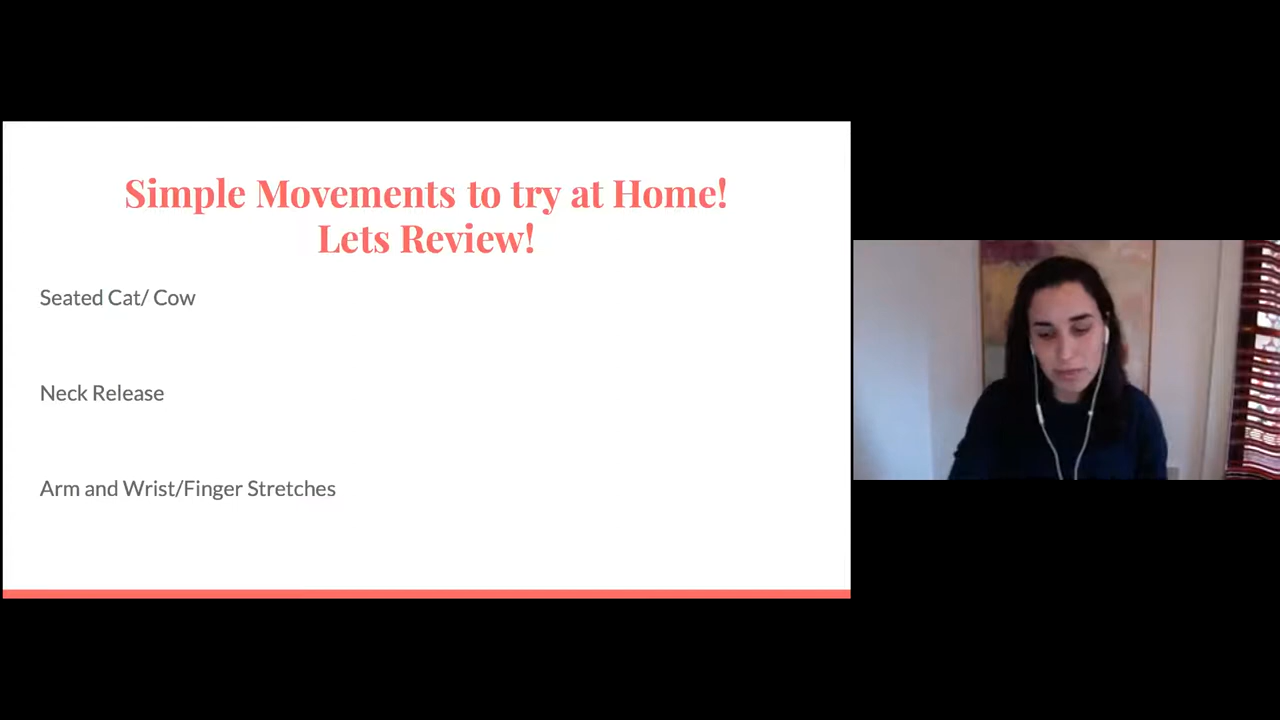 Simple Movements to try at Home!
Lets Review!
Seated Cat/ Cow
Neck Release
Arm and Wrist/Finger Stretches